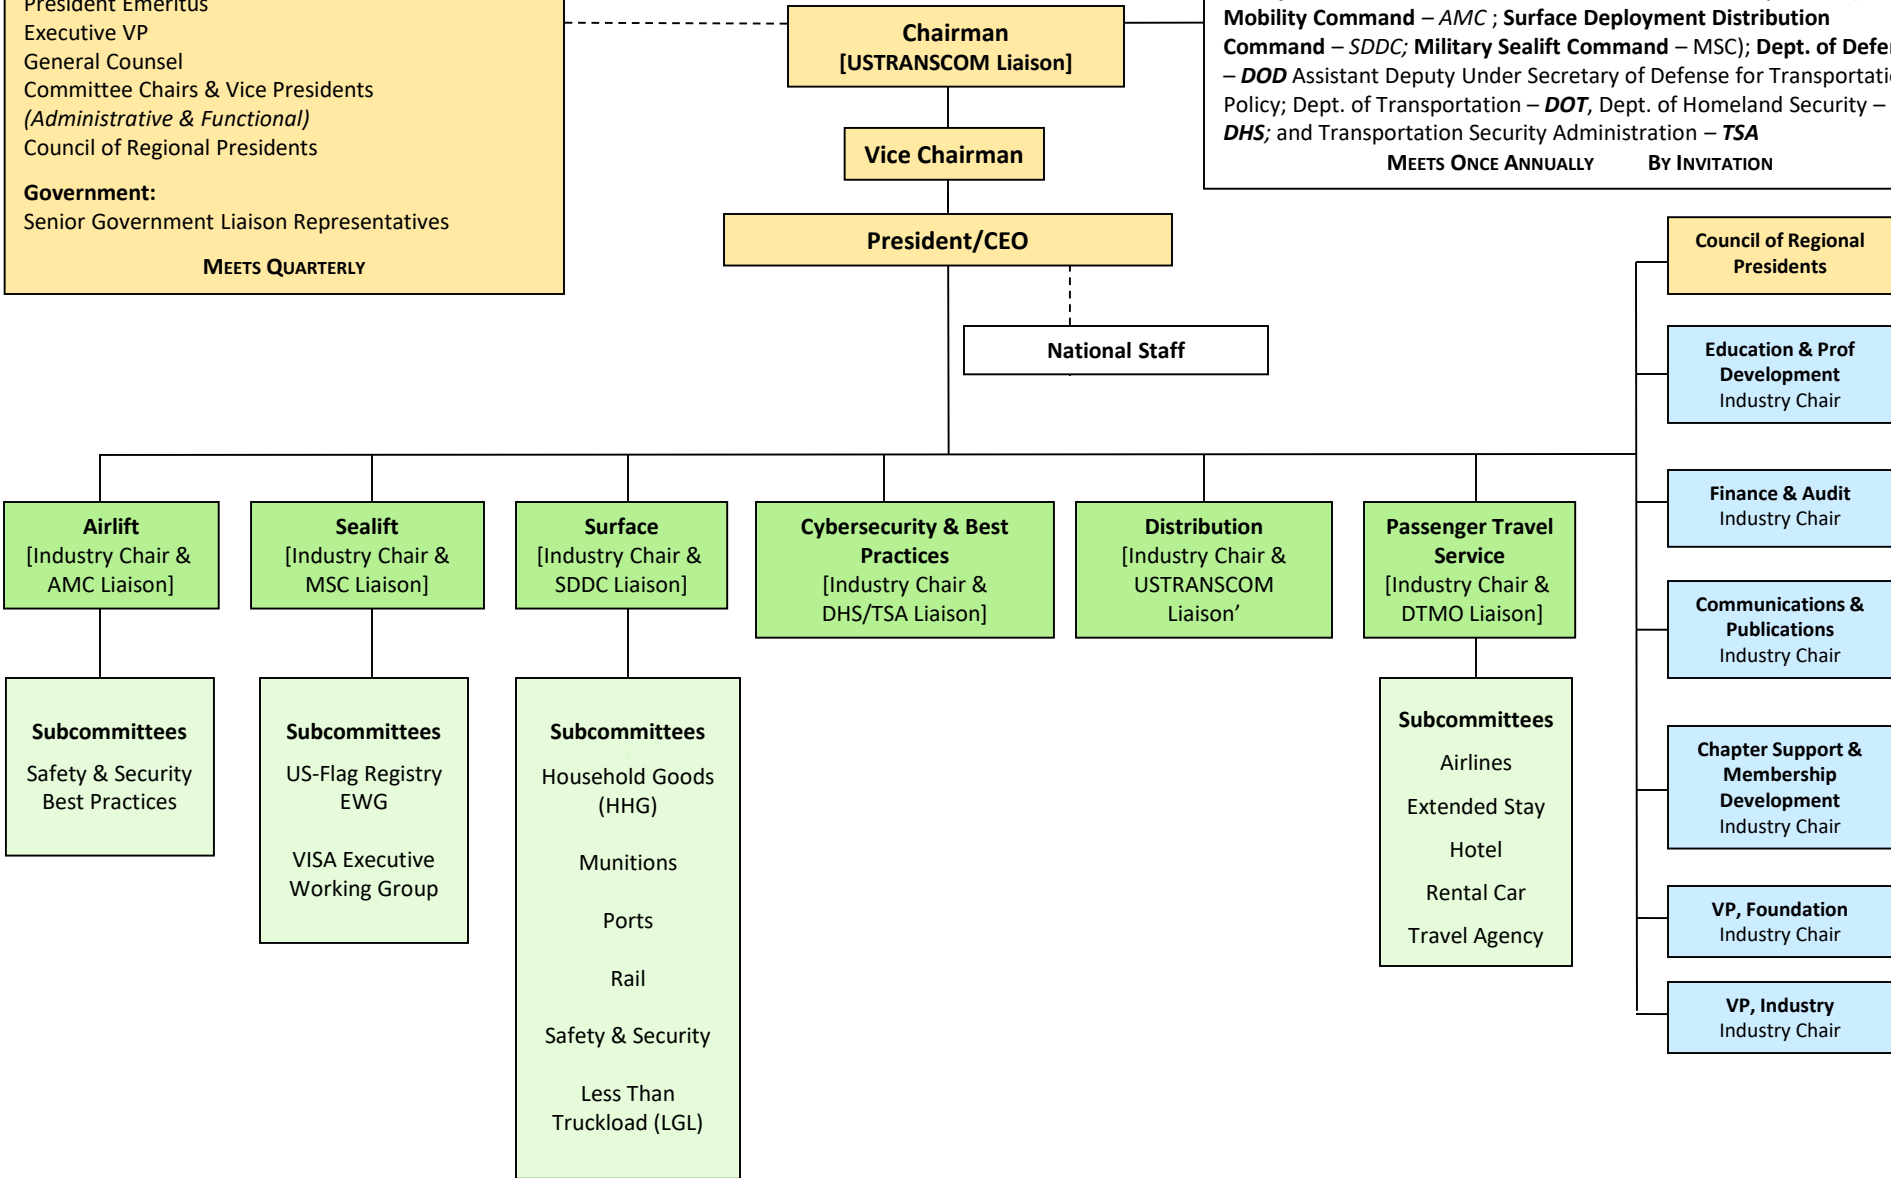 President Emeritus
Executive VP
General Counsel
Committee Chairs & Vice Presidents
(Administrative & Functional)
Council of Regional Presidents
Government:
Senior Government Liaison Representatives
MEETS QUARTERLY
Chairman
[USTRANSCOM Liaison]
Vice Chairman
President/CEO
National Staff
Mobility Command – AMC ; Surface Deployment Distribution
Command – SDDC; Military Sealift Command – MSC); Dept. of
– DOD Assistant Deputy Under Secretary of Defense for
Policy; Dept. of Transportation – DOT, Dept. of Homeland Security –
DHS; and Transportation Security Administration – TSA
MEETS ONCE ANNUALLY BY INVITATION
Council of Regional
Presidents
Education & Prof
Development
Industry Chair
Finance & Audit
Industry Chair
Communications &
Publications
Industry Chair
Chapter Support &
Membership
Development
Industry Chair
VP, Foundation
Industry Chair
VP, Industry
Industry Chair
Airlift
[Industry Chair &
AMC Liaison]
Sealift
[Industry Chair &
MSC Liaison]
Surface
[Industry Chair &
SDDC Liaison]
Cybersecurity & Best
Practices
[Industry Chair &
DHS/TSA Liaison]
Distribution
[Industry Chair &
USTRANSCOM
Liaison’
Passenger Travel
Service
[Industry Chair &
DTMO Liaison]
Subcommittees
Safety & Security
Best Practices
Subcommittees
US-Flag Registry
EWG
VISA Executive
Working Group
Subcommittees
Household Goods
(HHG)
Munitions
Ports
Rail
Safety & Security
Less Than
Truckload (LGL)
Subcommittees
Airlines
Extended Stay
Hotel
Rental Car
Travel Agency